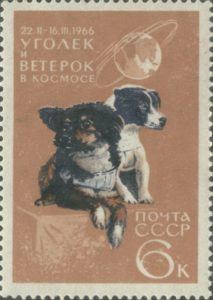 22.II-16.III.1966
УГОЛЕК
И
ВЕТЕРОК
В КОСМОСЕ
ПОЧТА
СССР
6К